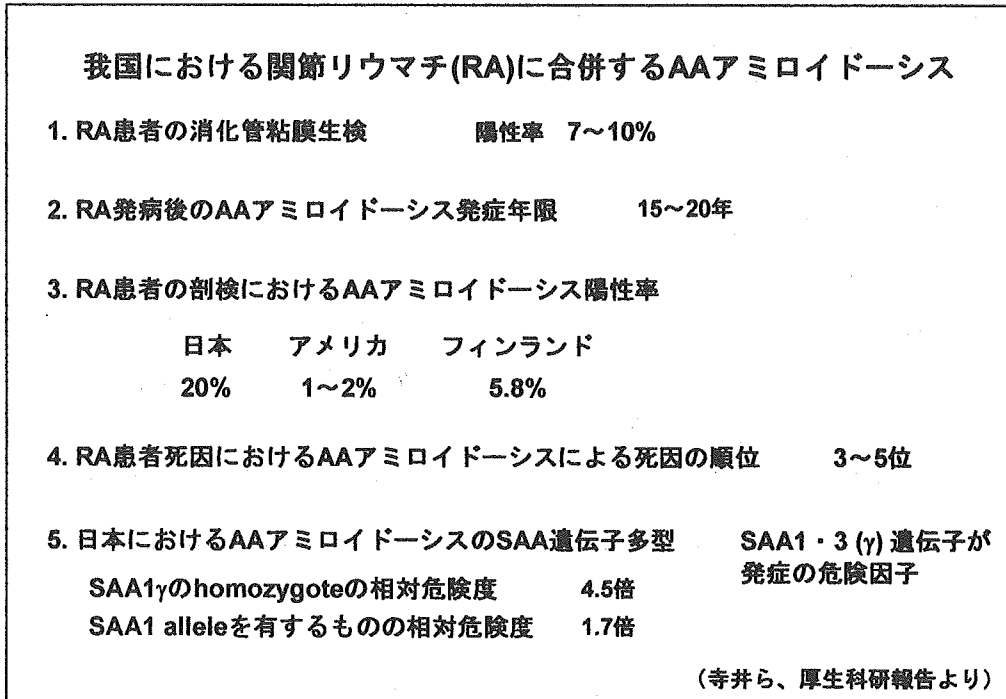 我国における関節リウマチ(RA)に合併するAAアミロイドーシス
1. RA患者の消化管粘膜生検 陽性率 7～10%
2. RA発病後のAAアミロイドーシス発症年限 15～20年
3. RA患者の剖検におけるAAアミロイドーシス陽性率
日本 アメリカ フィンランド
20% 1～2% 5.8%
4. RA患者死因におけるAAアミロイドーシスによる死因の順位 3～5位
5. 日本におけるAAアミロイドーシスのSAA遺伝子多型 SAA1・3 (γ) 遺伝子が
発症の危険因子
SAA1γのhomozygoteの相対危険度 4.5倍
SAA1 alleleを有するものの相対危険度 1.7倍
(寺井ら、厚生科研報告より)